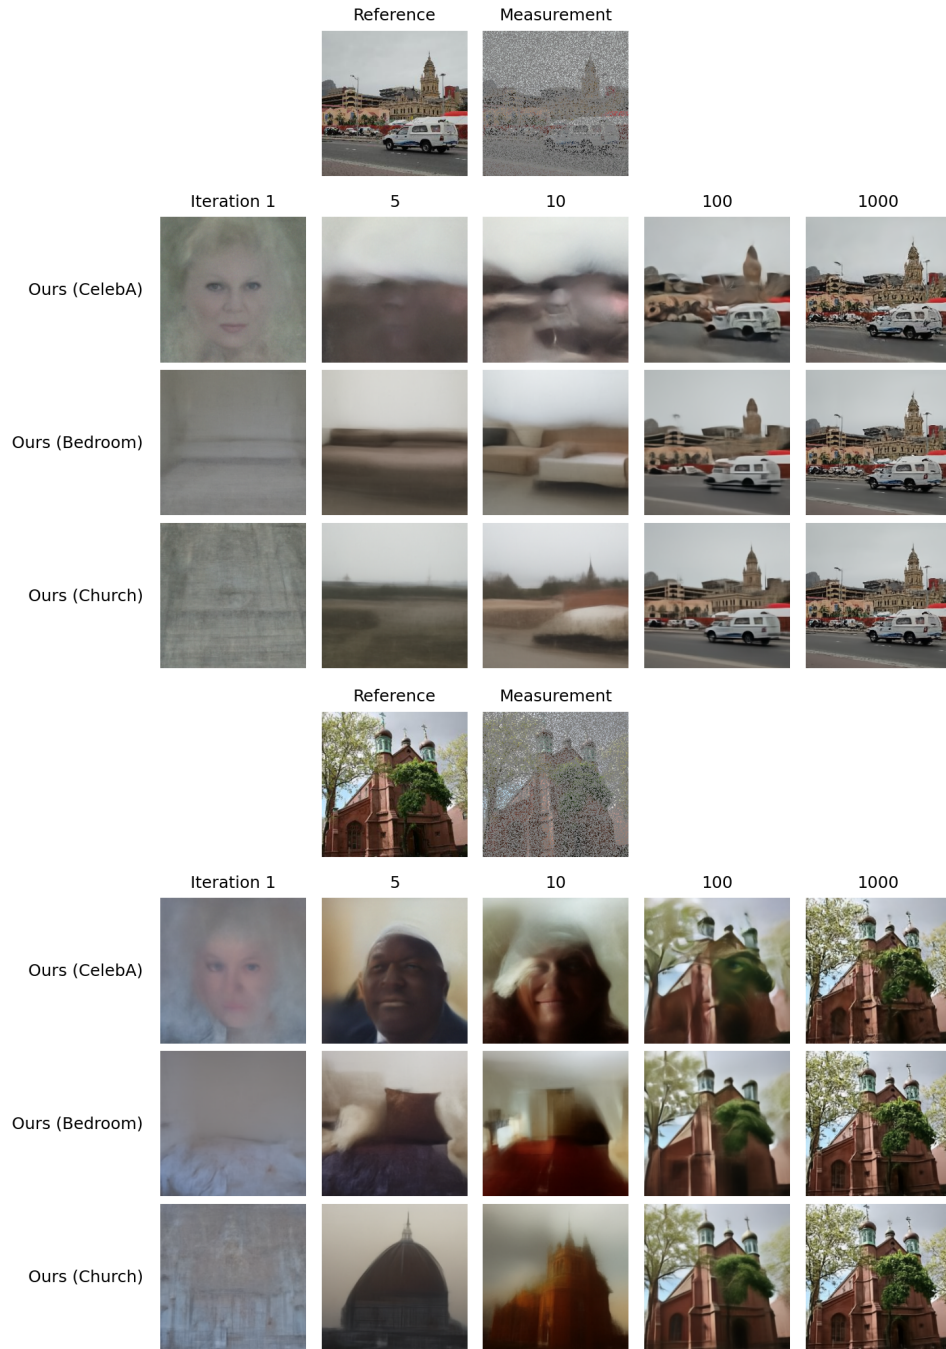 Reference Measurement
Iteration 1 5 10 100 1000
Ours (CelebA)
Ours (Bedroom)
Ours (Church)
Reference Measurement
Iteration 1 5 10 100 1000
Ours (CelebA)
Ours (Bedroom)
Ours (Church)